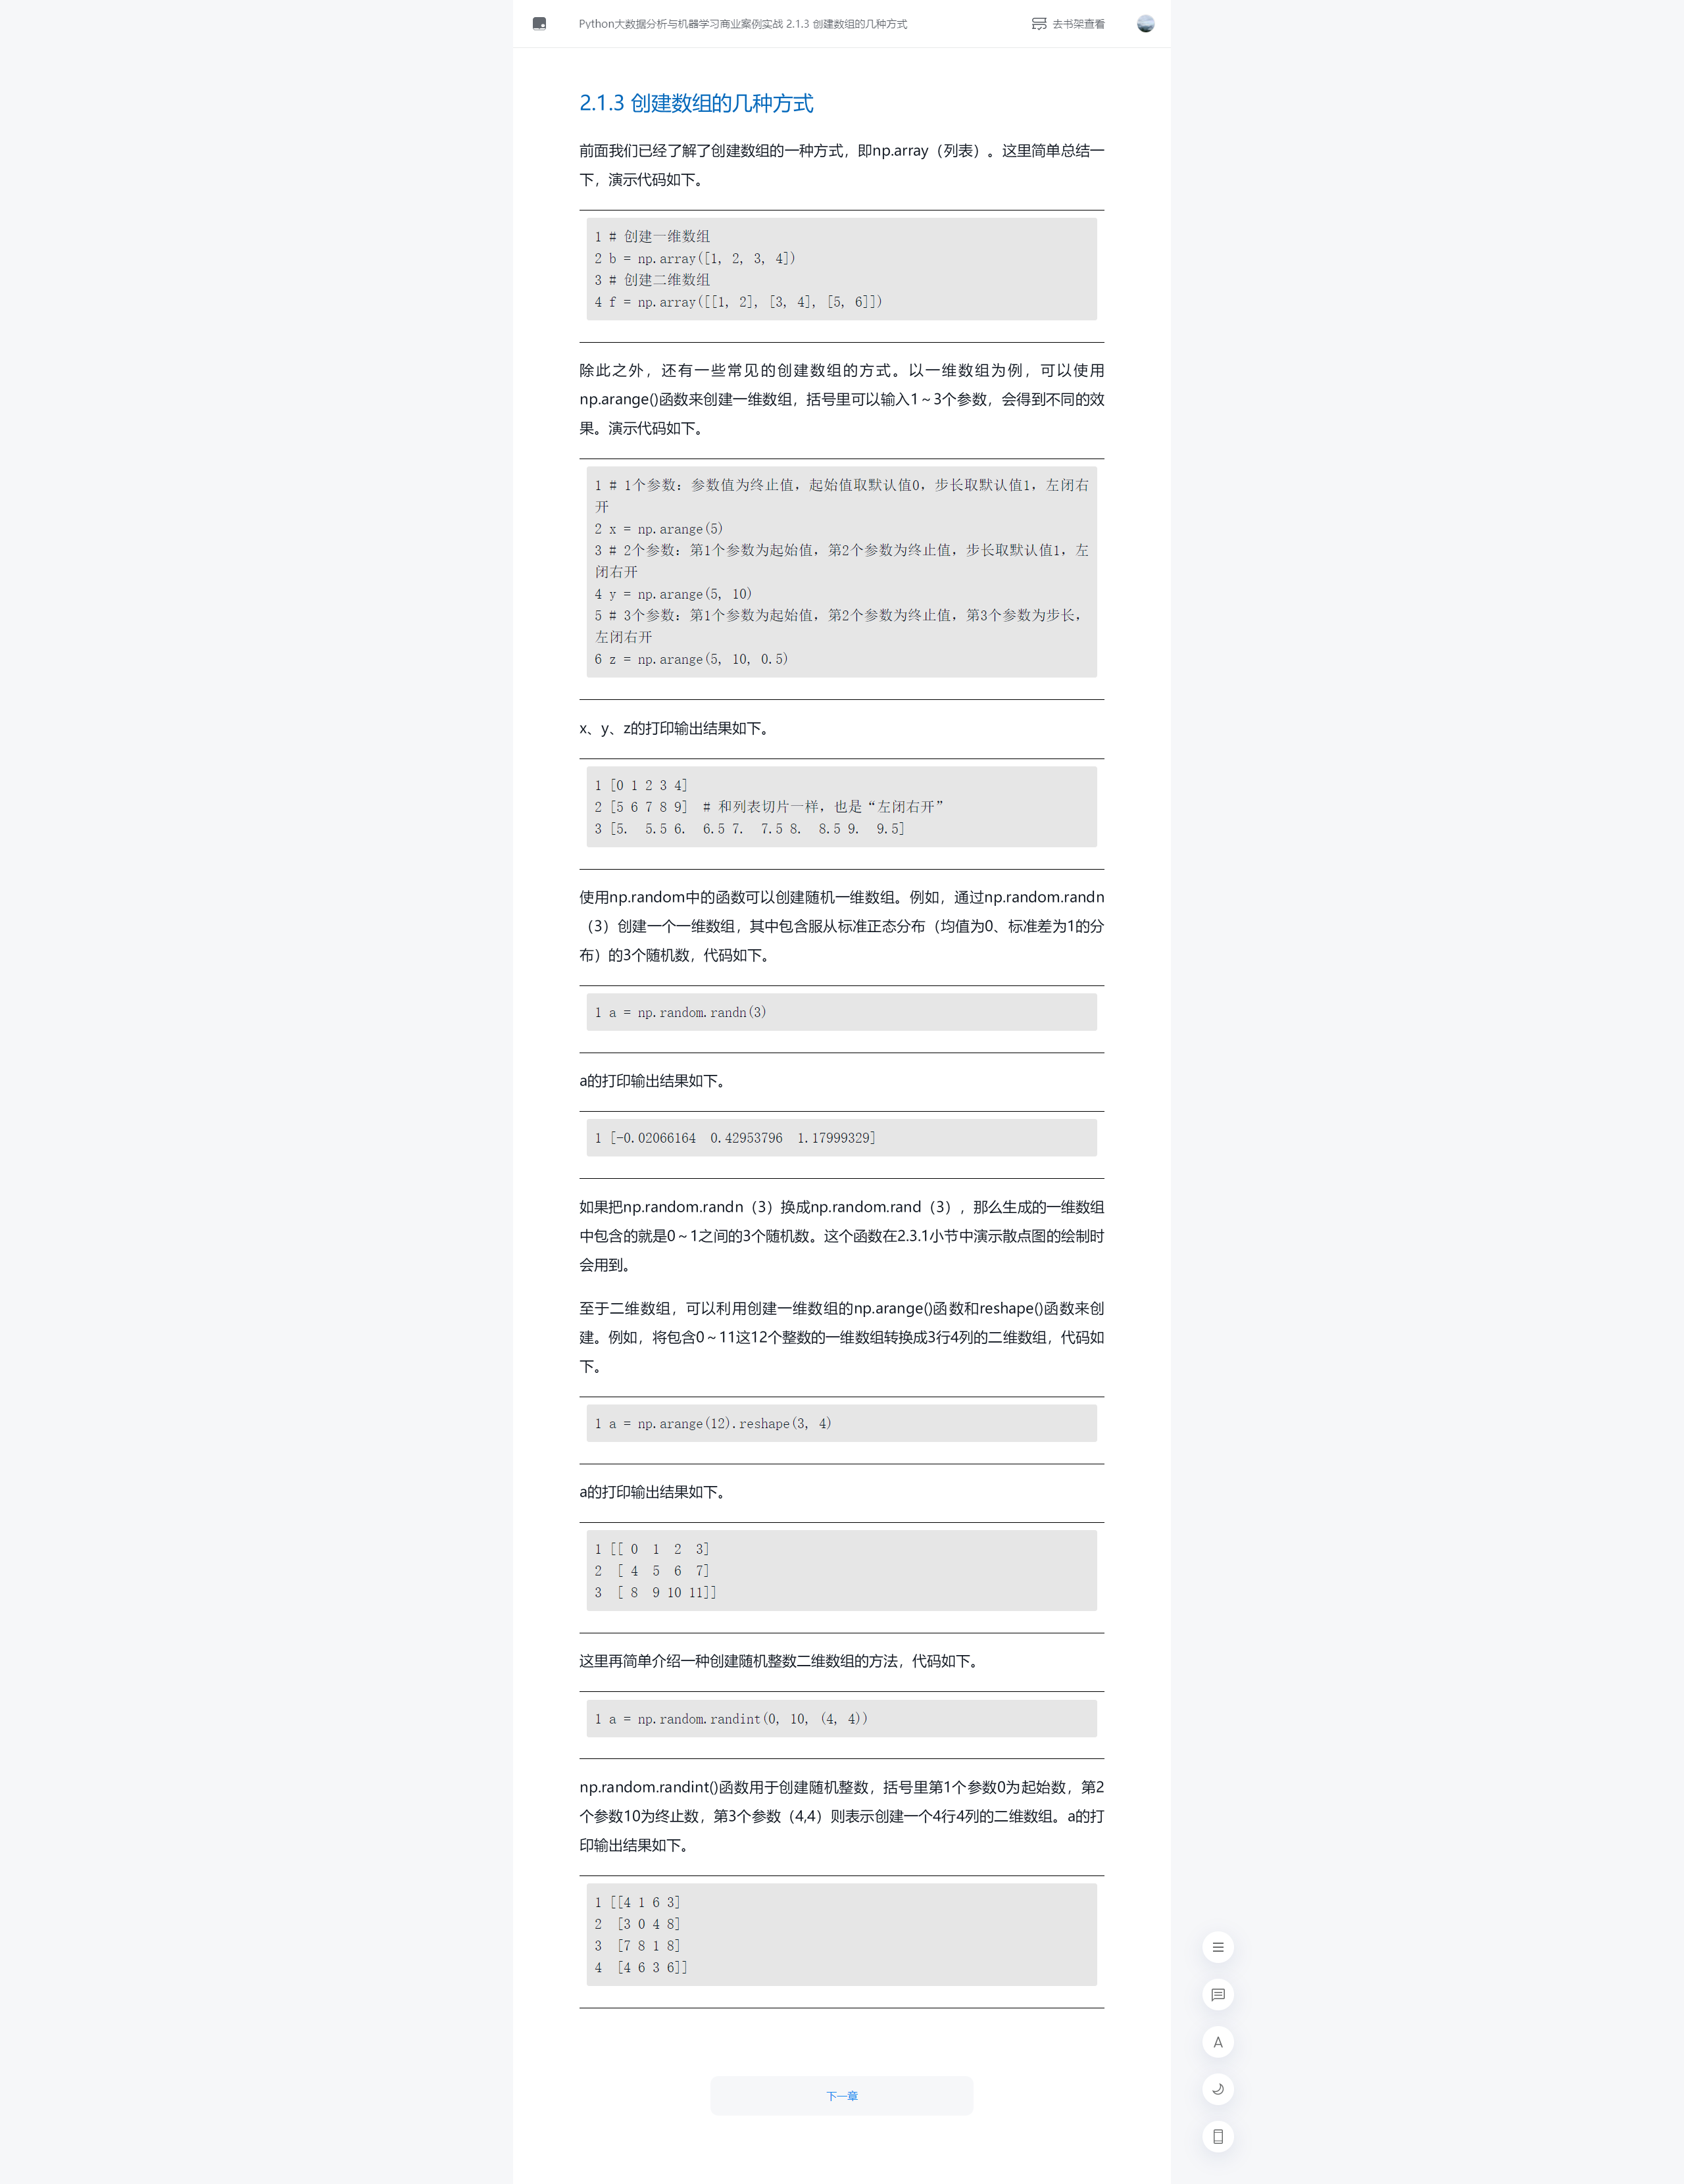 Python大数据分析与机器学习商业案例实战 2.1.3 创建数组的几种方式
去书架查看
2.1.3 创建数组的几种方式
前面我们已经了解了创建数组的一种方式，即np.array（列表）。这里简单总结一
下，演示代码如下。
1 # 创建一维数组
2 b = np.array([1, 2, 3, 4])
3 # 创建二维数组
4 f = np.array([[1, 2], [3, 4], [5, 6]])
除此之外，还有一些常见的创建数组的方式。以一维数组为例，可以使用
np.arange()函数来创建一维数组，括号里可以输入1～3个参数，会得到不同的效
果。演示代码如下。
1 # 1个参数：参数值为终止值，起始值取默认值0，步长取默认值1，左闭右
开
2 x = np.arange(5)
3 # 2个参数：第1个参数为起始值，第2个参数为终止值，步长取默认值1，左
闭右开
4 y = np.arange(5, 10)
5 # 3个参数：第1个参数为起始值，第2个参数为终止值，第3个参数为步长，
左闭右开
6 z = np.arange(5, 10, 0.5)
x、y、z的打印输出结果如下。
1 [0 1 2 3 4]
2 [5 6 7 8 9]  # 和列表切片一样，也是“左闭右开”
3 [5.  5.5 6.  6.5 7.  7.5 8.  8.5 9.  9.5]
使用np.random中的函数可以创建随机一维数组。例如，通过np.random.randn
（3）创建一个一维数组，其中包含服从标准正态分布（均值为0、标准差为1的分
布）的3个随机数，代码如下。
1 a = np.random.randn(3)
a的打印输出结果如下。
1 [-0.02066164  0.42953796  1.17999329]
如果把np.random.randn（3）换成np.random.rand（3），那么生成的一维数组
中包含的就是0～1之间的3个随机数。这个函数在2.3.1小节中演示散点图的绘制时
会用到。
至于二维数组，可以利用创建一维数组的np.arange()函数和reshape()函数来创
建。例如，将包含0～11这12个整数的一维数组转换成3行4列的二维数组，代码如
下。
1 a = np.arange(12).reshape(3, 4)
a的打印输出结果如下。
1 [[ 0  1  2  3]
2  [ 4  5  6  7]
3  [ 8  9 10 11]]
这里再简单介绍一种创建随机整数二维数组的方法，代码如下。
1 a = np.random.randint(0, 10, (4, 4))
np.random.randint()函数用于创建随机整数，括号里第1个参数0为起始数，第2
个参数10为终止数，第3个参数（4,4）则表示创建一个4行4列的二维数组。a的打
印输出结果如下。
1 [[4 1 6 3]
2  [3 0 4 8]
3  [7 8 1 8]
4  [4 6 3 6]]
A
下一章